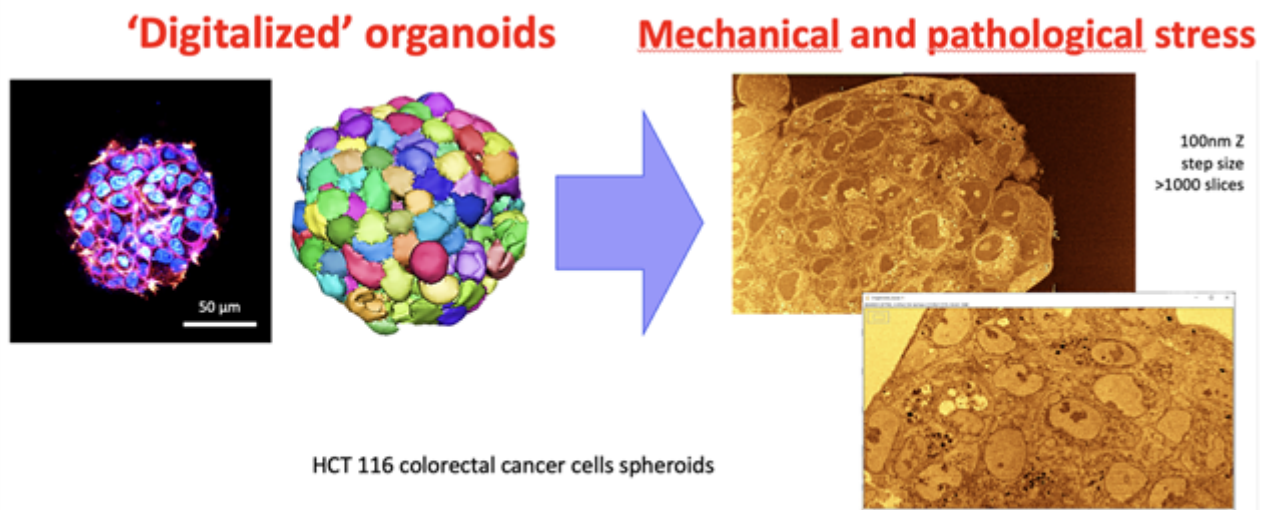 'Digitalized' organoids
Mechanical and pathological stress
100nm Z
step size
>1000 slices
50 µm
HCT 116 colorectal cancer cells spheroids